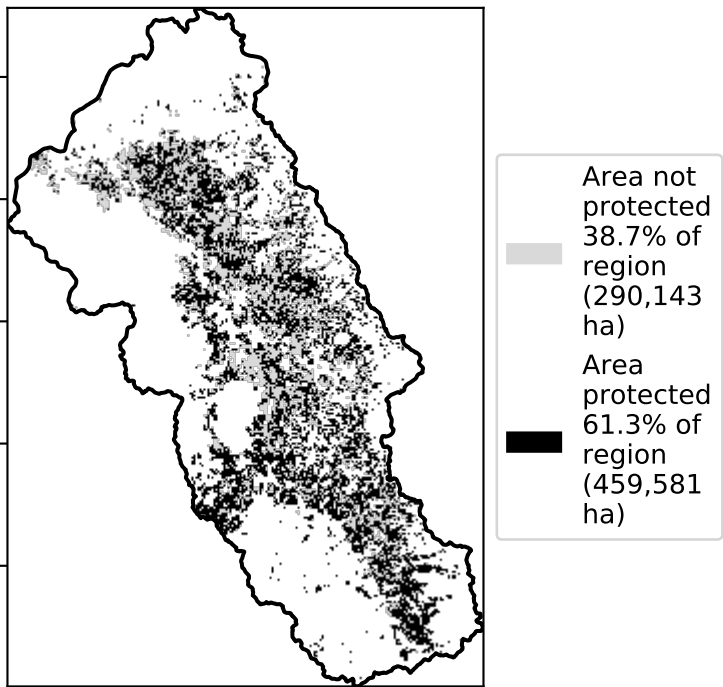 Area not
protected
38.7% of
region
(290,143
ha)
Area
protected
61.3% of
region
(459,581
ha)